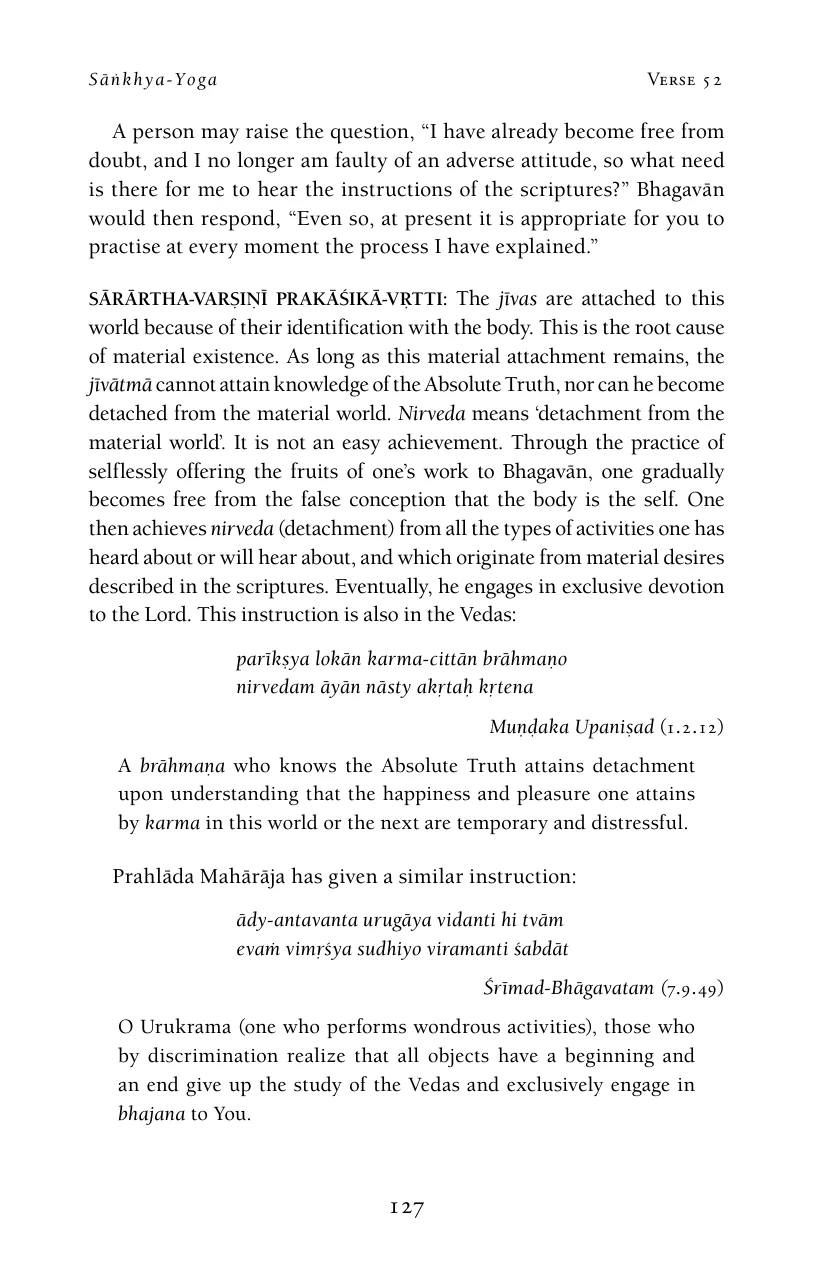 Sāṅkhya-Yoga
Verse 52
A person may raise the question, “I have already become free from
doubt, and I no longer am faulty of an adverse attitude, so what need
is there for me to hear the instructions of the scriptures?” Bhagavān
would then respond, “Even so, at present it is appropriate for you to
practise at every moment the process I have explained.”
SĀRĀRTHA-VARṢIṆĪ PRAKĀŚIKĀ-VṚTTI: The jīvas are attached to this
world because of their identification with the body. This is the root cause
of material existence. As long as this material attachment remains, the
jīvātmā cannot attain knowledge of the Absolute Truth, nor can he become
detached from the material world. Nirveda means ‘detachment from the
material world’. It is not an easy achievement. Through the practice of
selflessly offering the fruits of one’s work to Bhagavān, one gradually
becomes free from the false conception that the body is the self. One
then achieves nirveda (detachment) from all the types of activities one has
heard about or will hear about, and which originate from material desires
described in the scriptures. Eventually, he engages in exclusive devotion
to the Lord. This instruction is also in the Vedas:
parīkṣya lokān karma-cittān brāhmaṇo
nirvedam āyān nāsty akṛtaḥ kṛtena
Muṇḍaka Upaniṣad (1.2.12)
A brāhmaṇa who knows the Absolute Truth attains detachment
upon understanding that the happiness and pleasure one attains
by karma in this world or the next are temporary and distressful.
Prahlāda Mahārāja has given a similar instruction:
ādy-antavanta urugāya vidanti hi tvām
evaṁ vimṛśya sudhiyo viramanti śabdāt
Śrīmad-Bhāgavatam (7.9.49)
O Urukrama (one who performs wondrous activities), those who
by discrimination realize that all objects have a beginning and
an end give up the study of the Vedas and exclusively engage in
bhajana to You.
127